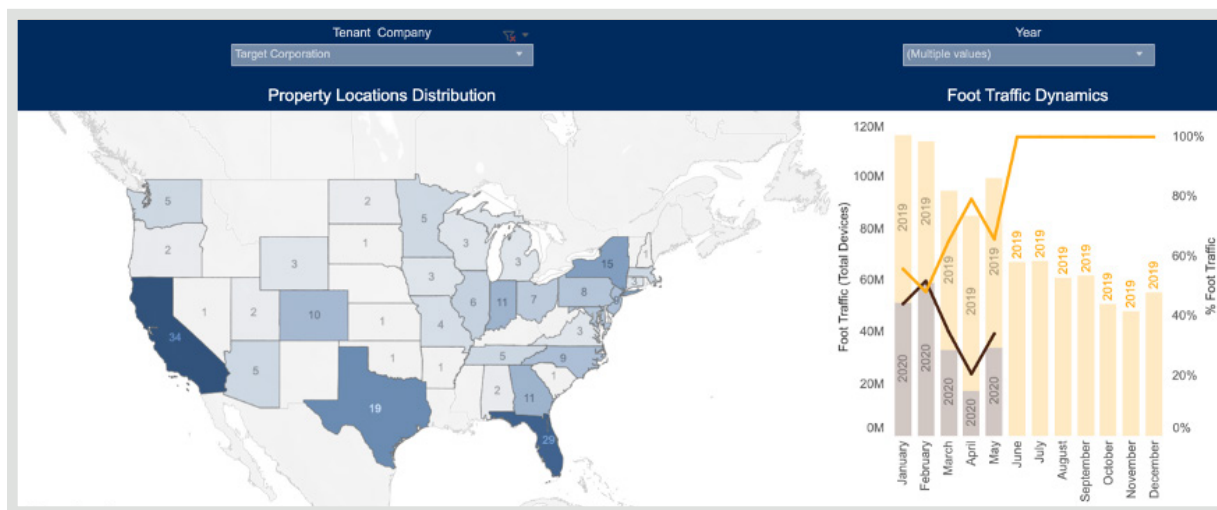 Tenant Company
Year
Target Corporation
(Multiple values)
Property Locations Distribution
Foot Traffic Dynamics
5
2
34
1
2
5
3
10
2
1
1
1
19
5
3
4
1
3
6
3
11
7
5
2
11
1
9
3
8
15
1
3
9
29
Foot Traffic (Total Devices)
120M
100M
80M
60M
40M
20M
0M
2019
2019
2019
2019
2019
2019
2019
2019
2019
2019
2019
2019
2020
2020
2020
2020
2020
100%
80%
60%
40%
20%
0%
% Foot Traffic
January
February
March
April
May
June
July
August
September
October
November
December